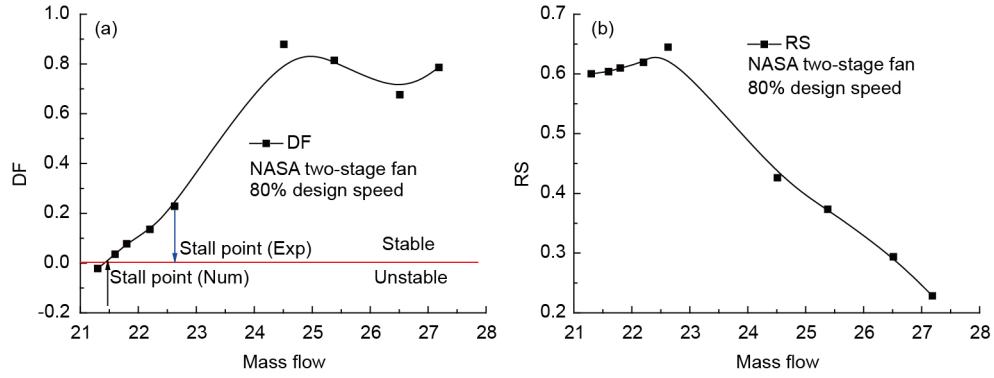 (a)
1.0
0.8
0.6
0.4
0.2
0.0
-0.2
DF
DF
NASA two-stage fan
80% design speed
Stall point (Exp)
Stable
Stall point (Num)
Unstable
21 22 23 24 25 26 27 28
Mass flow
(b)
0.7
0.6
0.5
0.4
0.3
0.2
RS
RS
NASA two-stage fan
80% design speed
21 22 23 24 25 26 27 28
Mass flow